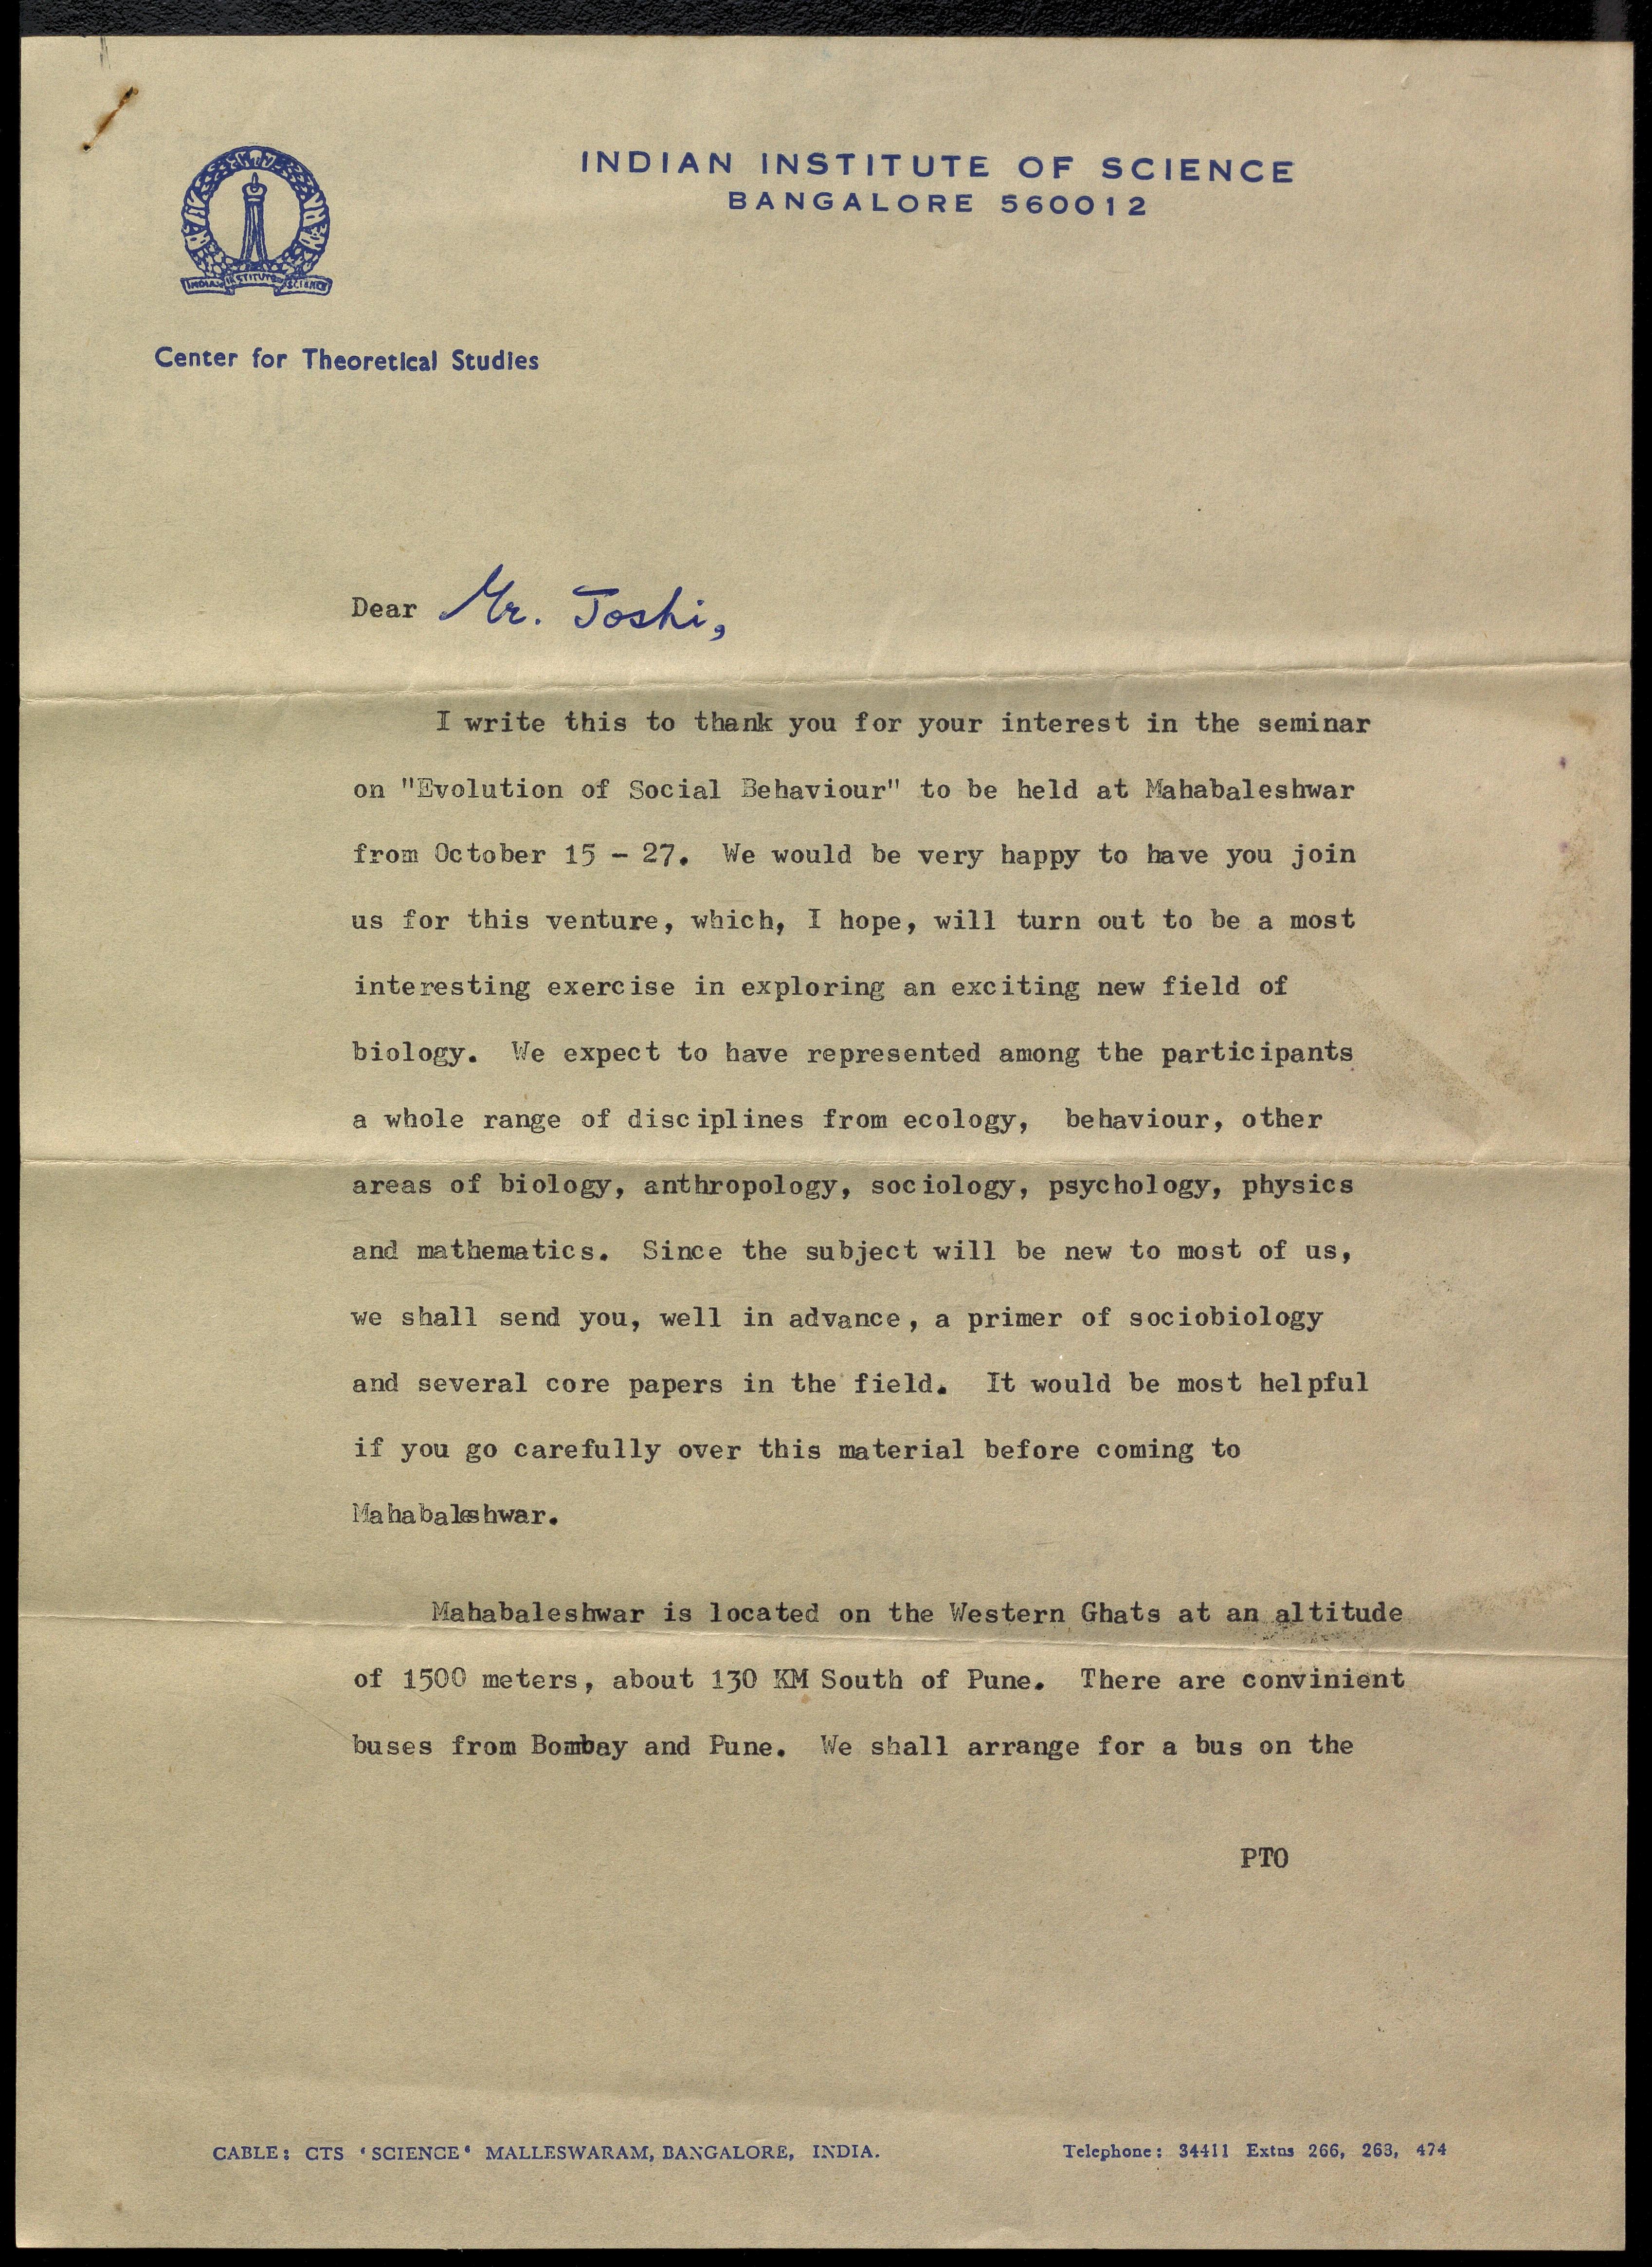 INDIAN INSTITUTE OF SCIENCE
BANGALORE 560012
INDIAN INSTITUTE SCIENCE
Center for Theoretical Studies
Dear Mr. Joshi,
I write this to thank you for your interest in the seminar
on "Evolution of Social Behaviour" to be held at Mahabaleshwar
from October 15 - 27. We would be very happy to have you join
us for this venture, which, I hope, will turn out to be a most
interesting exercise in exploring an exciting new field of
biology. We expect to have represented among the participants
a whole range of disciplines from ecology, behaviour, other
areas of biology, anthropology, sociology, psychology, physics
and mathematics. Since the subject will be new to most of us,
we shall send you, well in advance, a primer of sociobiology
and several core papers in the field. It would be most helpful
if you go carefully over this material before coming to
Mahabaleshwar.
Mahabaleshwar is located on the Western Ghats at an altitude
of 1500 meters, about 130 KM South of Pune. There are convinient
buses from Bombay and Pune. We shall arrange for a bus on the
PTO
CABLE: CTS 'SCIENCE' MALLESWARAM, BANGALORE, INDIA.
Telephone: 34411 Extns 266, 263, 474